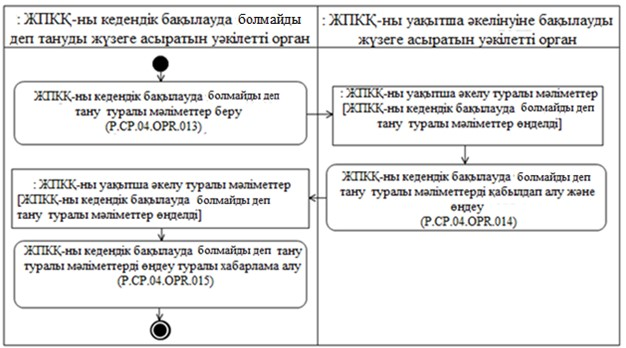 : ЖПКҚ-ны кедендік бақылауда болмайды
деп тануды жүзеге асыратын уәкілетті орган
: ЖПКҚ-ны уақытша әкелінуіне бақылауды
жүзеге асыратын уәкілетті орган
ЖПКҚ-ны кедендік бақылауда болмайды деп
тану туралы мәліметтер беру
(P.CP.04.OPR.013)
: ЖПКҚ-ны уақытша әкелу туралы мәліметтер
[ЖПКҚ-ны кедендік бақылауда болмайды деп
тану туралы мәліметтер өңделді]
ЖПКҚ-ны кедендік бақылауда болмайды деп
тану туралы мәліметтерді қабылдап алу және
өңдеу
(P.CP.04.OPR.014)
: ЖПКҚ-ны уақытша әкелу туралы мәліметтер
[ЖПКҚ-ны кедендік бақылауда болмайды деп
тану туралы мәліметтер өңделді]
ЖПКҚ-ны кедендік бақылауда болмайды деп тану
туралы мәліметтерді өңдеу туралы хабарлама алу
(P.CP.04.OPR.015)